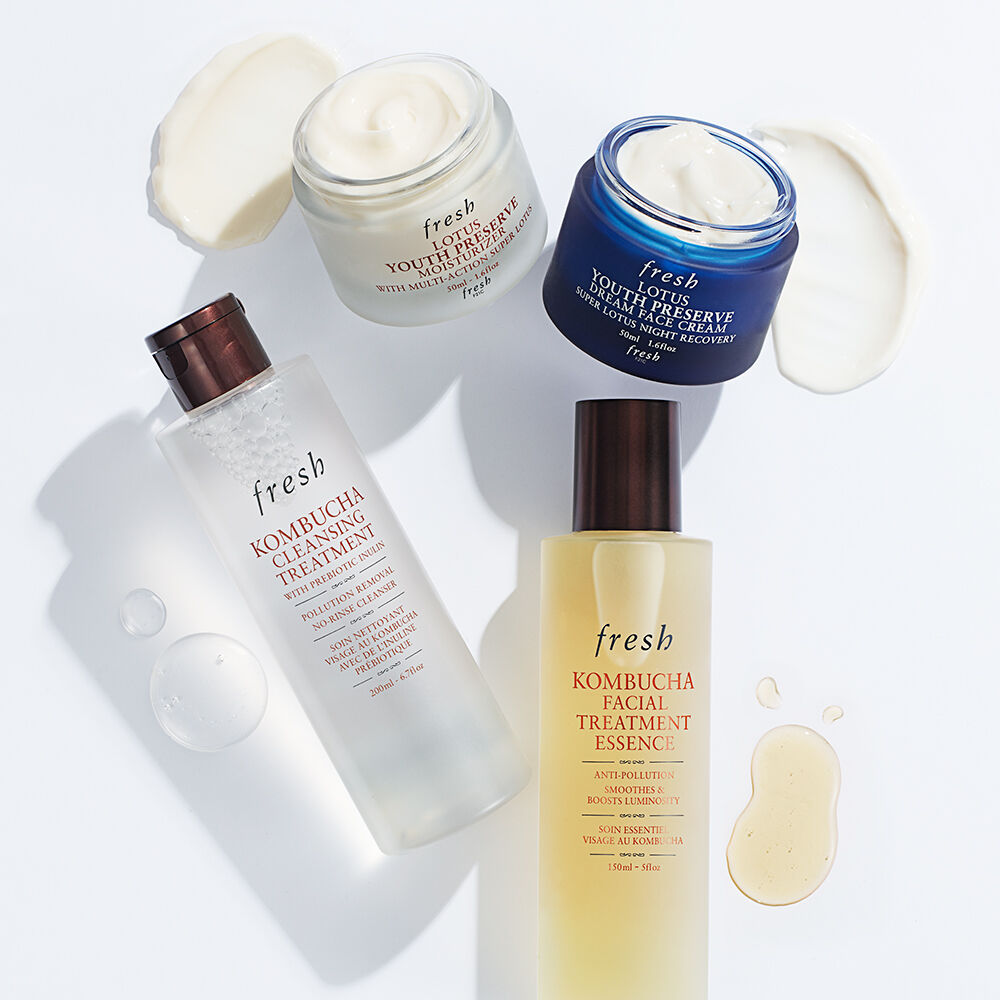 fresh
LOTUS
YOUTH PRESERVE
MOISTURIZER
WITH MULTI-ACTION SUPER LOTUS
50ml - 1.6floz
fresh
fresh
LOTUS
YOUTH PRESERVE
DREAM FACE CREAM
SUPER LOTUS NIGHT RECOVERY
50ml 1.6floz
fresh
fresh
KOMBUCHA
CLEANSING
TREATMENT
WITH PREBIOTIC INULIN
POLLUTION REMOVAL
NO-RINSE CLEANSER
SOIN NETTOYANT
VISAGE AU KOMBUCHA
AVEC DE L'INULINE
PRÉBIOTIQUE
200ml - 6.7floz
fresh
KOMBUCHA
FACIAL
TREATMENT
ESSENCE
ANTI-POLLUTION
SMOOTHES &
BOOSTS LUMINOSITY
SOIN ESSENTIEL
VISAGE AU KOMBUCHA
150ml - 5floz